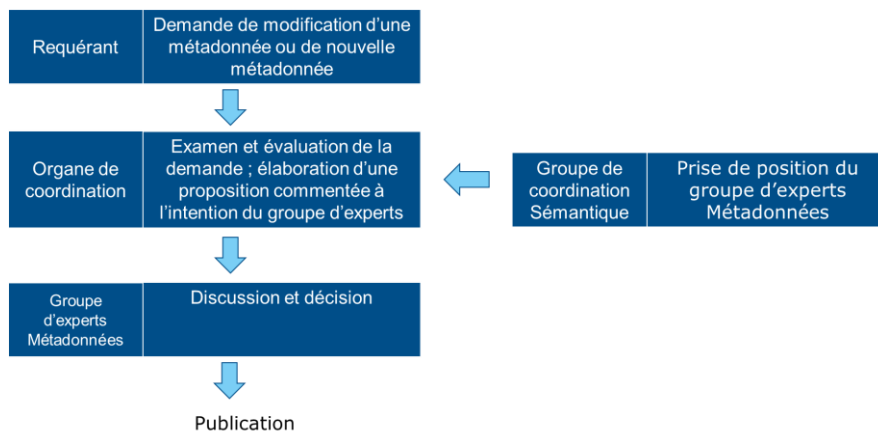 Requérant
Demande de modification d'une
métadonnée ou de nouvelle
métadonnée
Organe de
coordination
Examen et évaluation de la
demande ; élaboration d'une
proposition commentée à
l'intention du groupe d'experts
Groupe de
coordination
Sémantique
Prise de position du
groupe d'experts
Métadonnées
Groupe
d'experts
Métadonnées
Discussion et décision
Publication